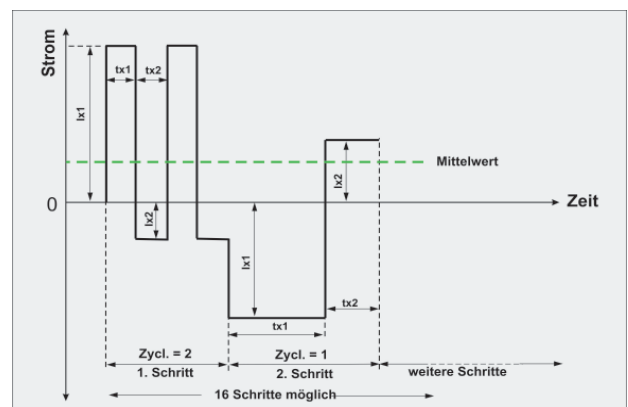 Strom
tx1
tx2
Ix1
Mittelwert
Ix2
0
Zeit
Ix2
Ix1
tx2
tx1
Zycl. = 2
Zycl. = 1
1. Schritt
2. Schritt
weitere Schritte
16 Schritte möglich